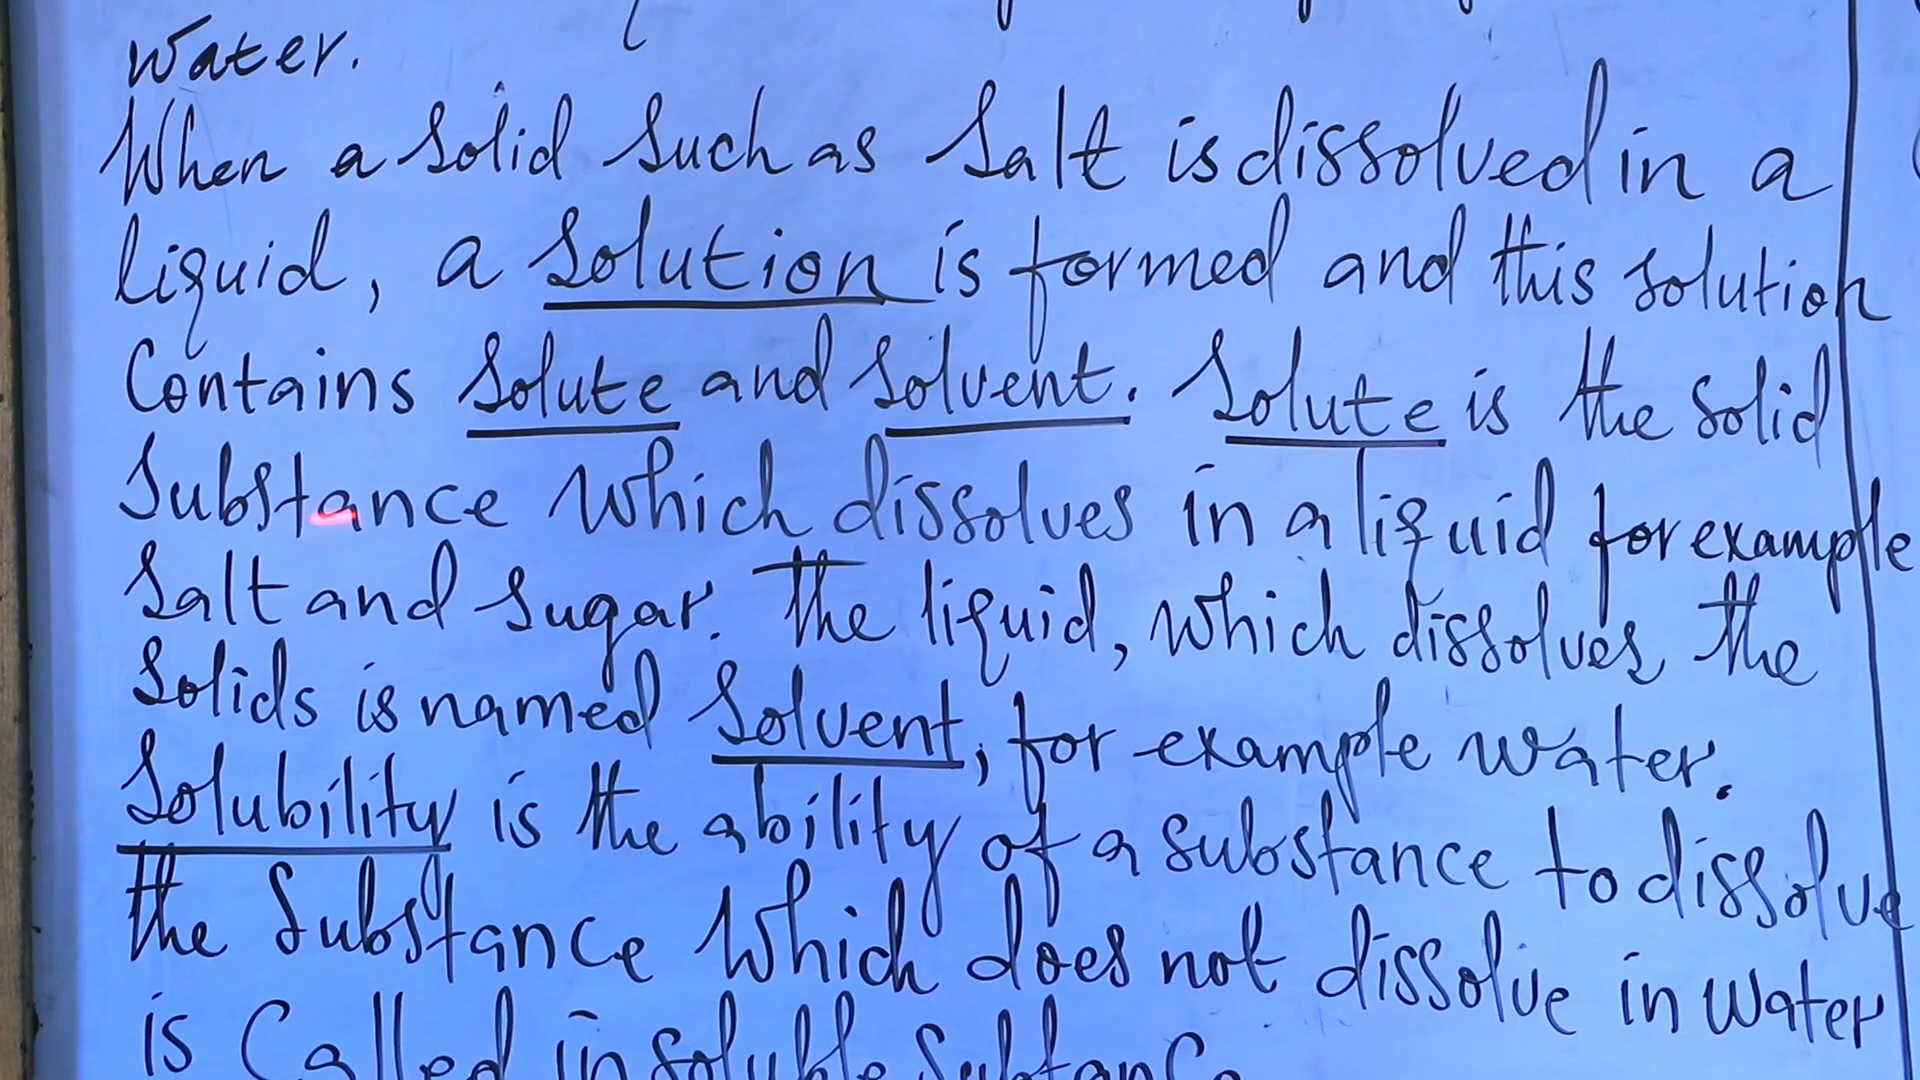 Water.
When a solid such as salt is dissolved in a
liquid, a solution is formed and this solution
Contains solute and solvent. Solute is the solid
Substance which dissolves in a liquid for example
Salt and sugar. The liquid, which dissolves, the
Solids is named solvent, for example water.
Solubility is the ability of a substance to dissolve
the substance which does not dissolve in water
is called insoluble substance